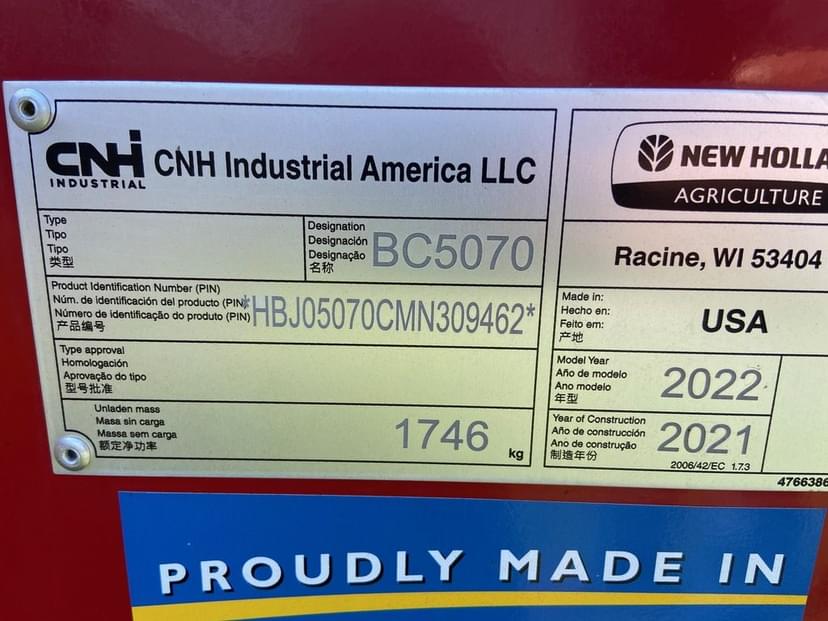 CNH INDUSTRIAL
CNH Industrial America LLC
Type
Tipo
Tipo
类型
Designation
Designación
Designação
名称
BC5070
Product Identification Number (PIN)
Núm. de identificación del producto (PIN)
Número de identificação do produto (PIN)
产品编号
*HBJ05070CMN309462*
Type approval
Homologación
Aprovação do tipo
型号批准
Unladen mass
Masa sin carga
Massa sem carga
额定净功率
1746
kg
NEW HOLLA
AGRICULTURE
Racine, WI 53404
Made in:
Hecho en:
Feito em:
产地
USA
Model Year
Año de modelo
Ano modelo
年型
2022
Year of Construction
Año de construcción
Ano de construção
制造年份
2021
2006/42/EC 1.7.3
4766386
PROUDLY MADE IN